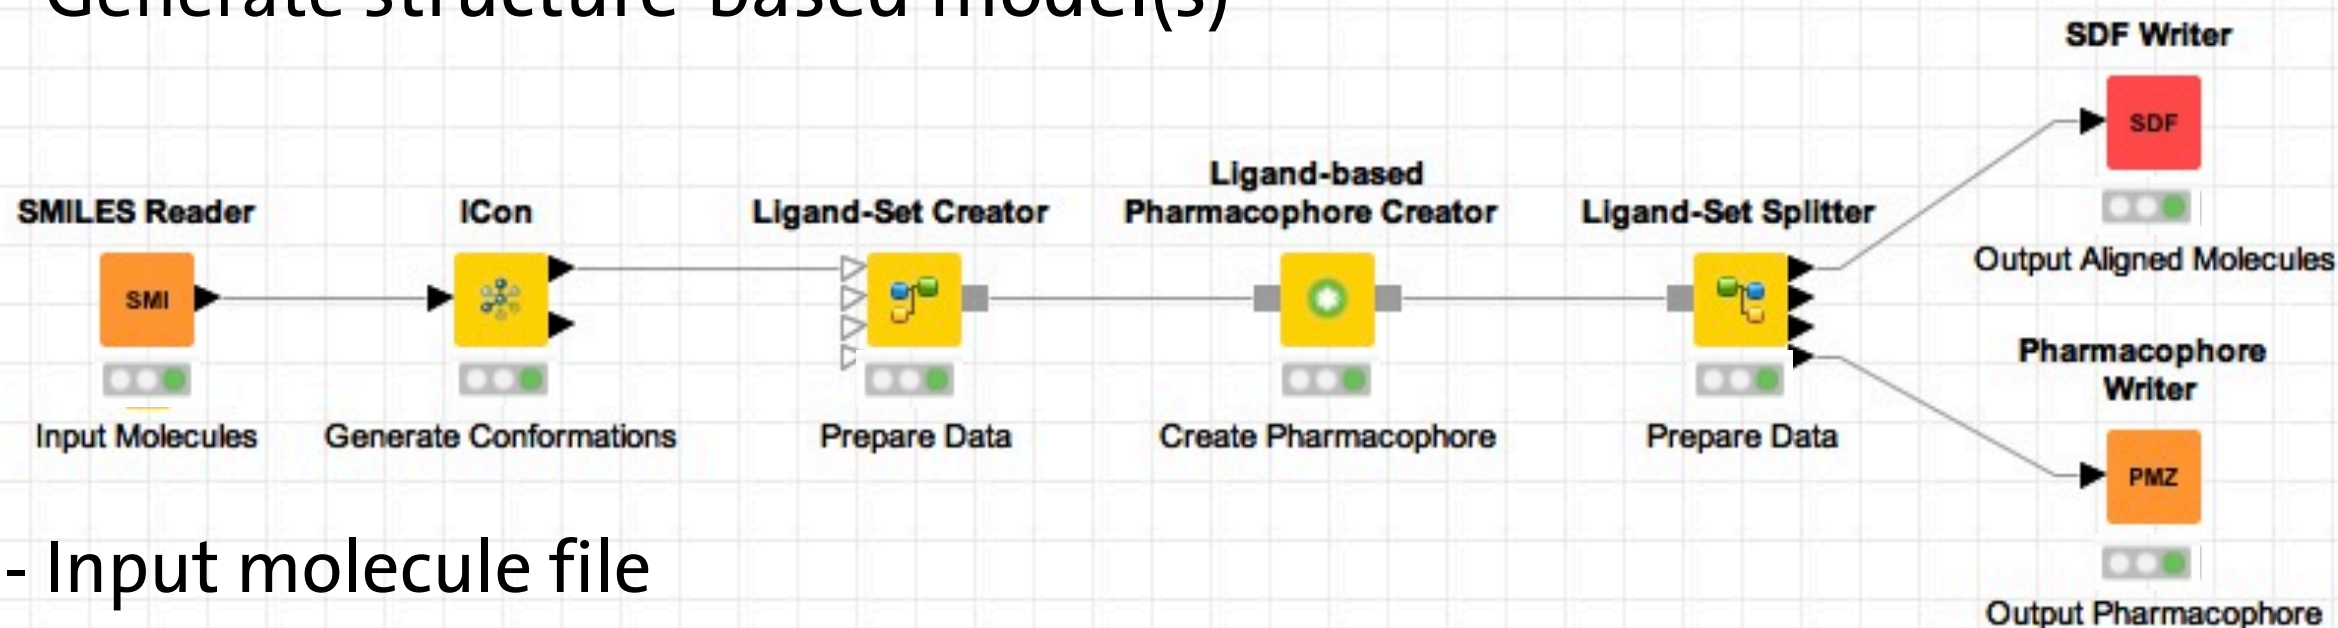 Generate structure-based model(s)
SDF Writer
SDF
Output Aligned Molecules
SMILES Reader
SMI
Input Molecules
ICon
Generate Conformations
Ligand-Set Creator
Prepare Data
Ligand-based
Pharmacophore Creator
Create Pharmacophore
Ligand-Set Splitter
Prepare Data
Pharmacophore
Writer
PMZ
Output Pharmacophore
- Input molecule file